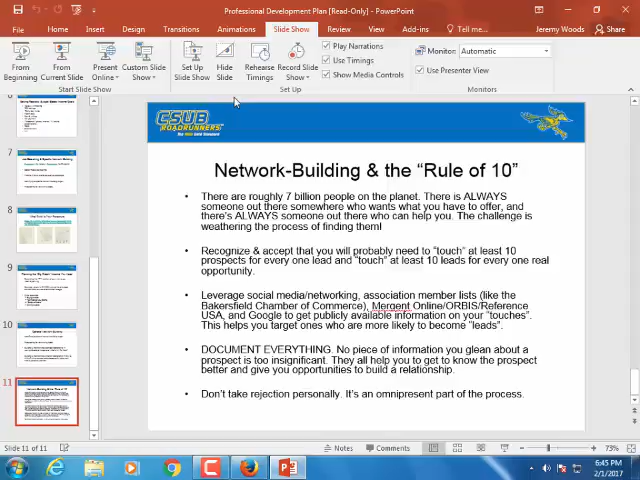 Professional Development Plan [Read-Only] - PowerPoint
File Home Insert Design Transitions Animations Slide Show Review View Add-ins Tell me... Jeremy Woods Share
From Beginning
From Current Slide
Present Online
Custom Slide Show
Start Slide Show
Set Up Slide Show
Hide Slide
Rehearse Timings
Record Slide Show
Play Narrations
Use Timings
Show Media Controls
Set Up
Monitor: Automatic
Use Presenter View
Monitors
7
8
9
10
11
CSUB
ROADRUNNERS
Network-Building & the “Rule of 10”
• There are roughly 7 billion people on the planet. There is ALWAYS
someone out there somewhere who wants what you have to offer, and
there’s ALWAYS someone out there who can help you. The challenge is
weathering the process of finding them!
• Recognize & accept that you will probably need to “touch” at least 10
prospects for every one lead and “touch” at least 10 leads for every one real
opportunity.
• Leverage social media/networking, association member lists (like the
Bakersfield Chamber of Commerce), Mergent Online/ORBIS/Reference
USA, and Google to get publicly available information on your “touches”.
This helps you target ones who are more likely to become “leads”.
• DOCUMENT EVERYTHING. No piece of information you glean about a
prospect is too insignificant. They all help you to get to know the prospect
better and give you opportunities to build a relationship.
• Don’t take rejection personally. It’s an omnipresent part of the process.
Slide 11 of 11 Notes Comments 73%
6:45 PM
2/1/2017